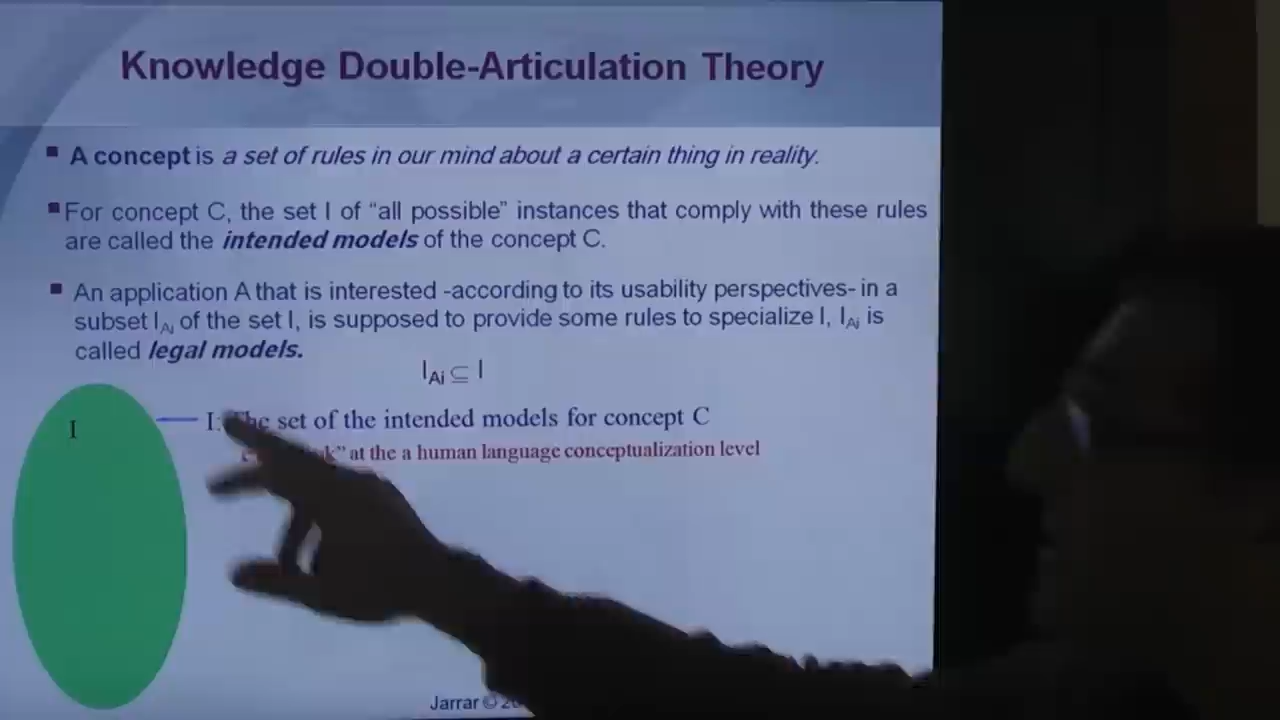 Knowledge Double-Articulation Theory
▪ A concept is a set of rules in our mind about a certain thing in reality.
▪ For concept C, the set I of “all possible” instances that comply with these rules
are called the intended models of the concept C.
▪ An application A that is interested -according to its usability perspectives- in a
subset I_Aj of the set I, is supposed to provide some rules to specialize I, I_Aj is
called legal models.
I_Ai ⊆ I
I
I: The set of the intended models for concept C
at the a human language conceptualization level
Jarrar ©